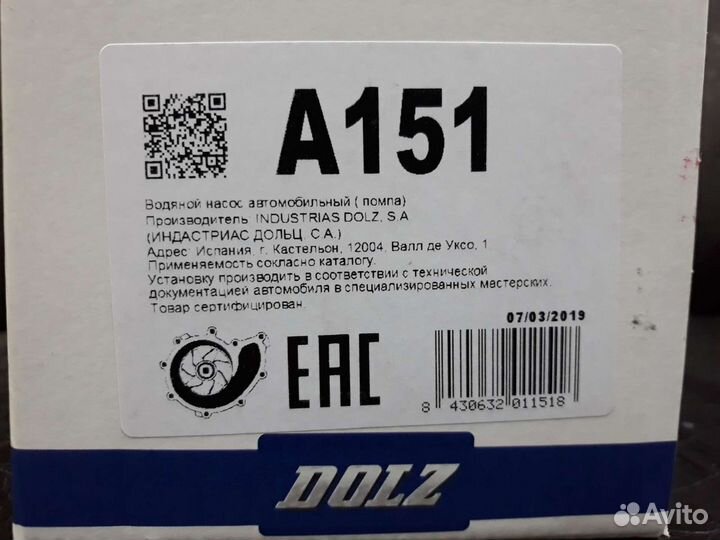 A151
Водяной насос автомобильный ( помпа)
Производитель: INDUSTRIAS DOLZ, S.A
(ИНДАСТРИАС ДОЛЬЦ, С.А.)
Адрес: Испания, г. Кастельон, 12004, Валл де Уксо, 1
Применяемость согласно каталогу.
Установку производить в соответствии с технической
документацией автомобиля в специализированных мастерских.
Товар сертифицирован.
07/03/2019
EAC
8 430632 011518
DOLZ
Avito